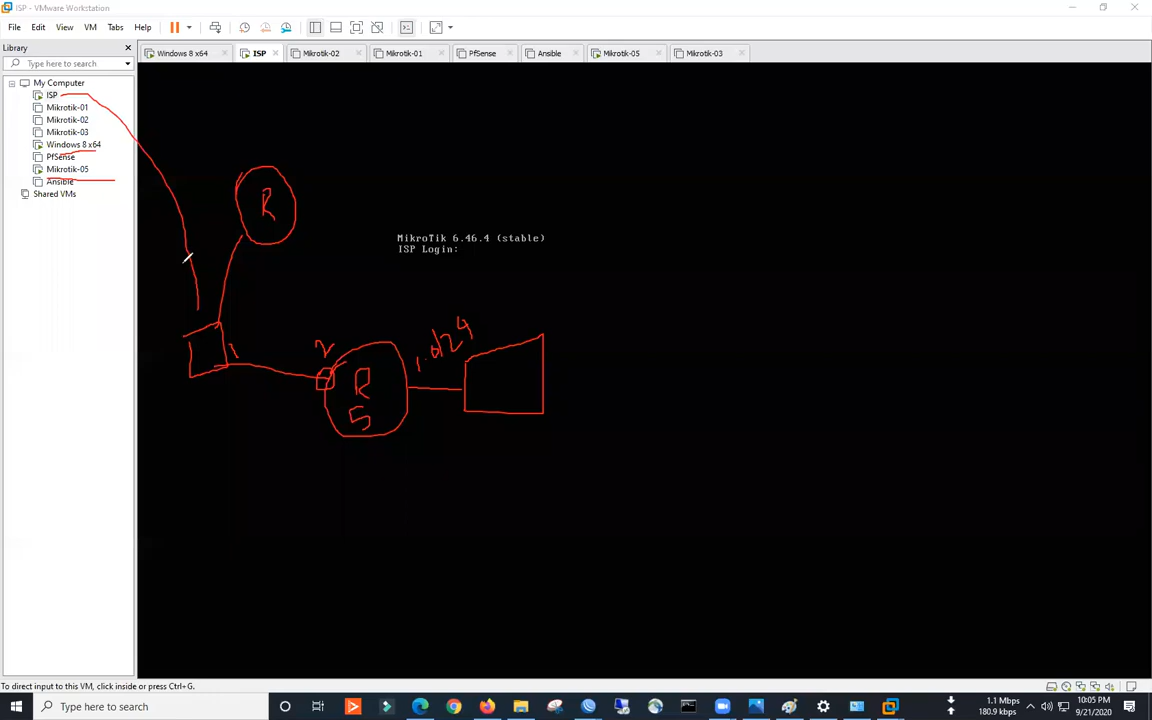 ISP - VMware Workstation
File Edit View VM Tabs Help
Library
Type here to search
My Computer
ISP
Mikrotik-01
Mikrotik-02
Mikrotik-03
Windows 8 x64
PfSense
Mikrotik-05
Ansible
Shared VMs
Windows 8 x64 ISP Mikrotik-02 Mikrotik-01 PfSense Ansible Mikrotik-05 Mikrotik-03
R
MikroTik 6.46.4 (stable)
ISP Login:
1 2
R
5
To direct input to this VM, click inside or press Ctrl+G.
Type here to search
1.1 Mbps
180.9 kbps
10:05 PM
9/21/2020